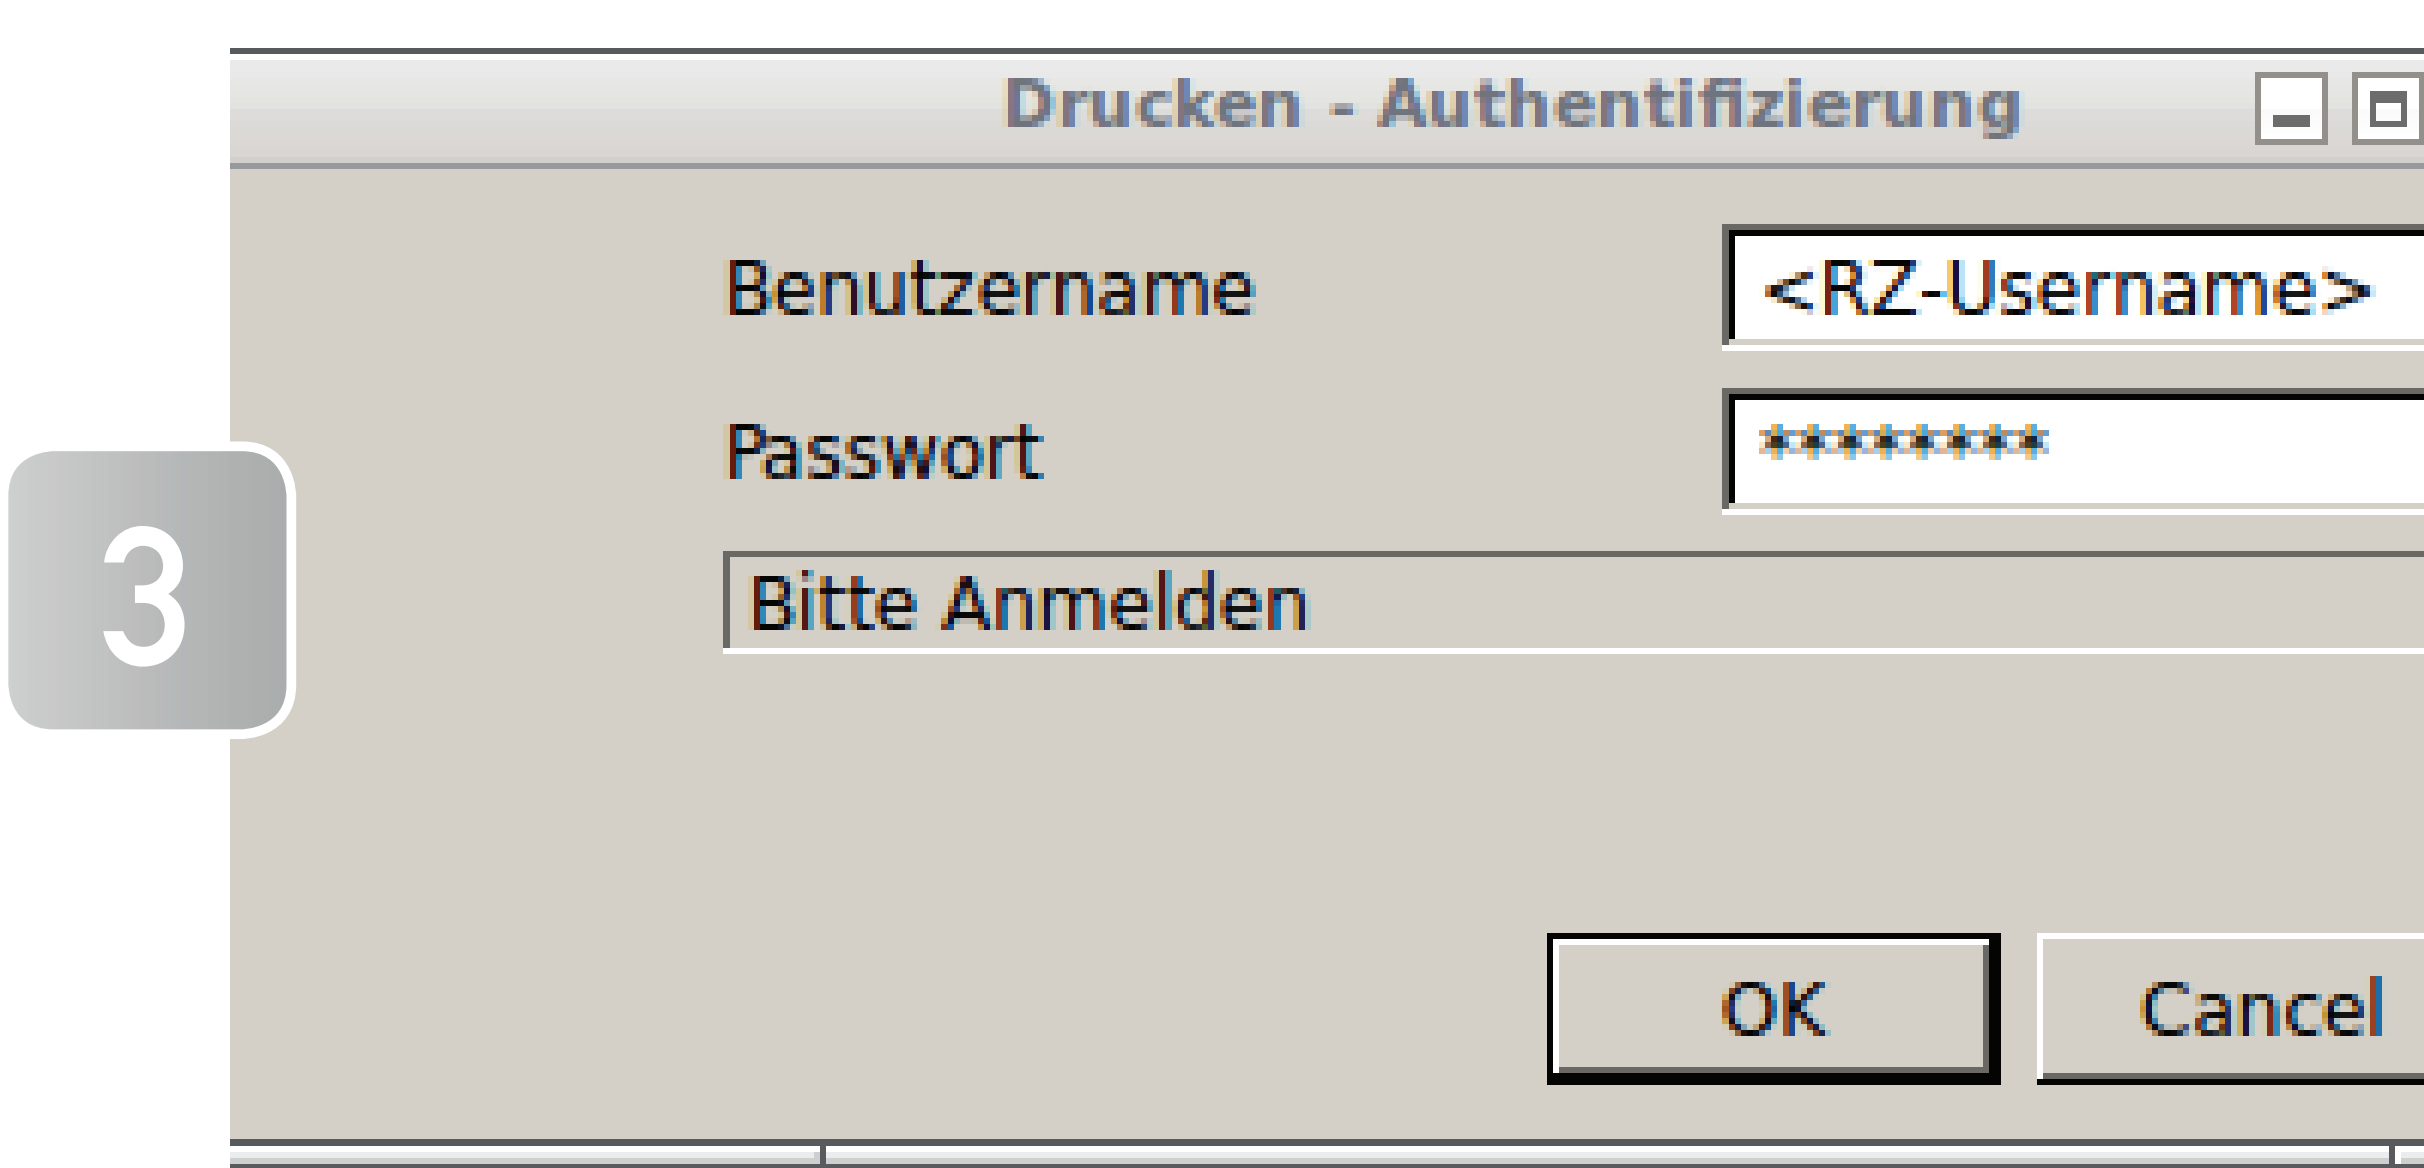 Drucken - Authentifizierung
Benutzername <RZ-Username>
Passwort ********
3
Bitte Anmelden
OK Cancel